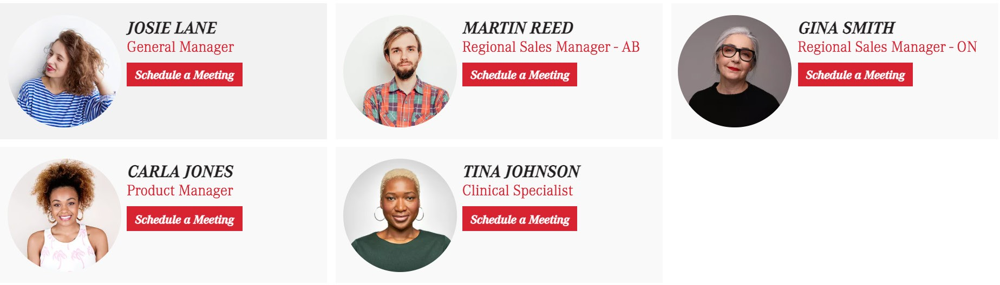 JOSIE LANE
General Manager
Schedule a Meeting
MARTIN REED
Regional Sales Manager - AB
Schedule a Meeting
GINA SMITH
Regional Sales Manager - ON
Schedule a Meeting
CARLA JONES
Product Manager
Schedule a Meeting
TINA JOHNSON
Clinical Specialist
Schedule a Meeting